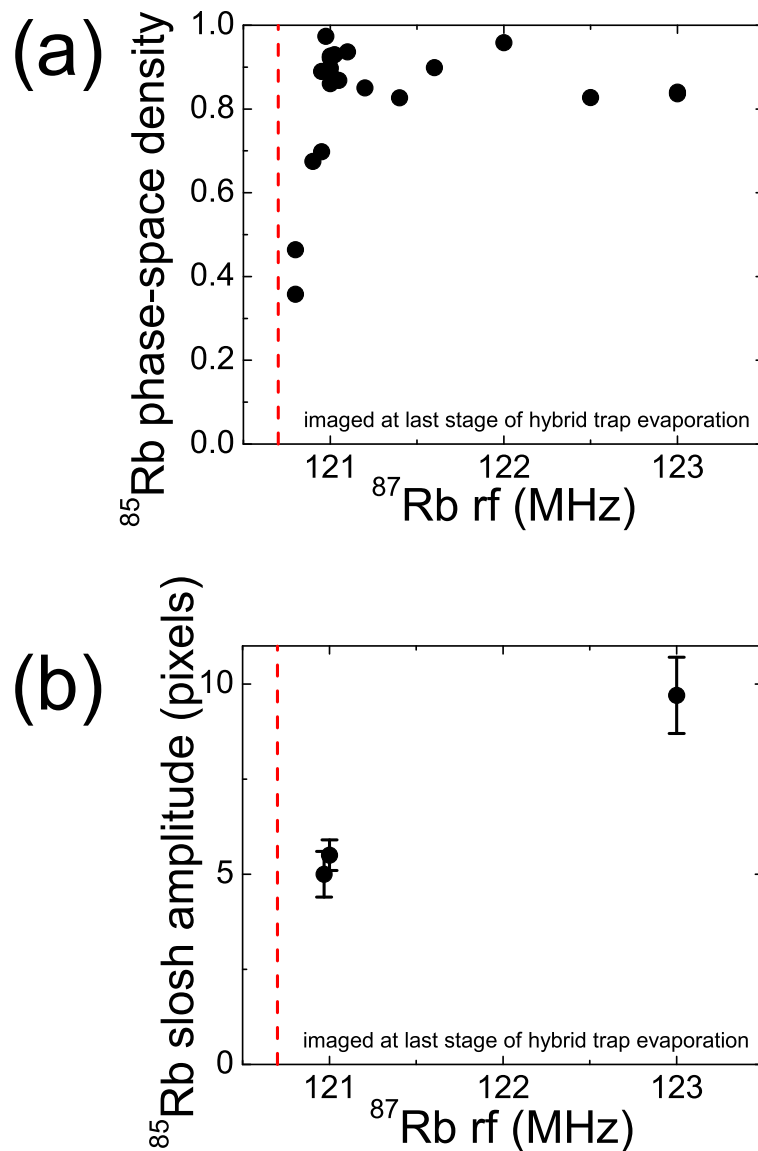 (a)
⁸⁵Rb phase-space density
1.0
0.8
0.6
0.4
0.2
0.0
imaged at last stage of hybrid trap evaporation
121 122 123
⁸⁷Rb rf (MHz)
(b)
⁸⁵Rb slosh amplitude (pixels)
10
5
0
imaged at last stage of hybrid trap evaporation
121 122 123
⁸⁷Rb rf (MHz)